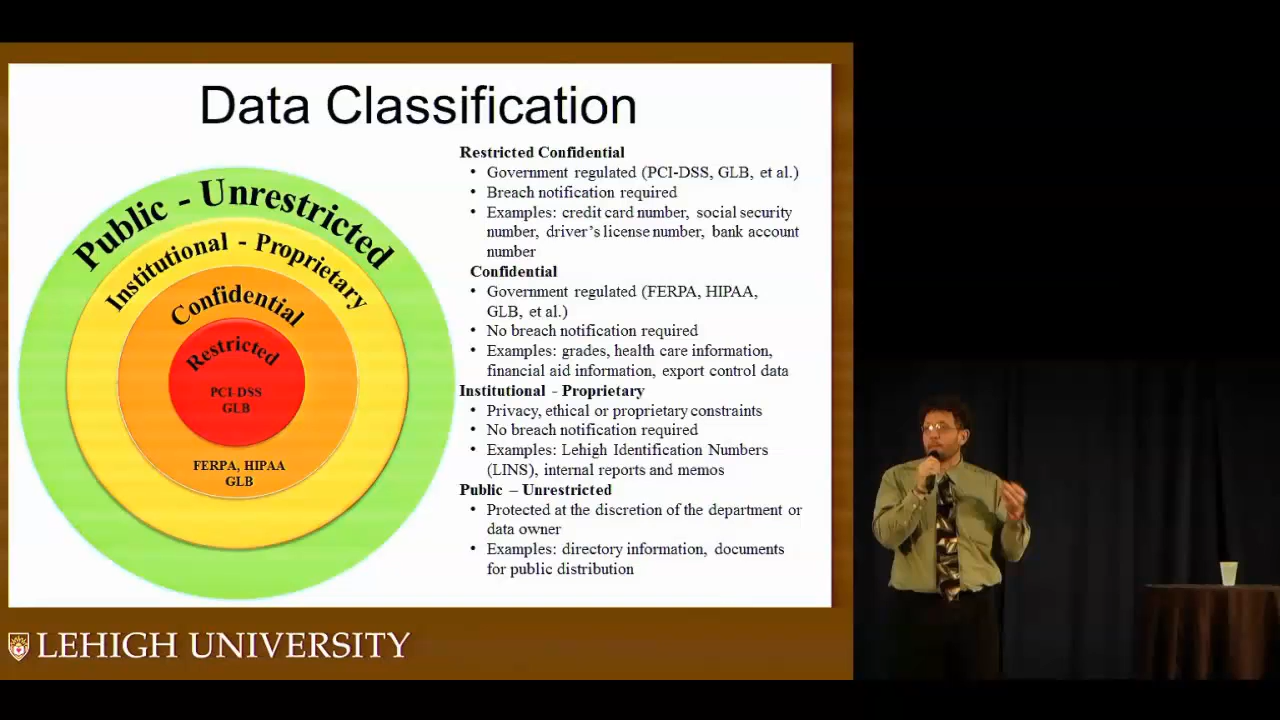 Data Classification
Public - Unrestricted
Institutional - Proprietary
Confidential
Restricted
PCI-DSS
GLB
FERPA, HIPAA
GLB
Restricted Confidential
• Government regulated (PCI-DSS, GLB, et al.)
• Breach notification required
• Examples: credit card number, social security
number, driver's license number, bank account
number
Confidential
• Government regulated (FERPA, HIPAA,
GLB, et al.)
• No breach notification required
• Examples: grades, health care information,
financial aid information, export control data
Institutional - Proprietary
• Privacy, ethical or proprietary constraints
• No breach notification required
• Examples: Lehigh Identification Numbers
(LINS), internal reports and memos
Public – Unrestricted
• Protected at the discretion of the department or
data owner
• Examples: directory information, documents
for public distribution
LEHIGH UNIVERSITY